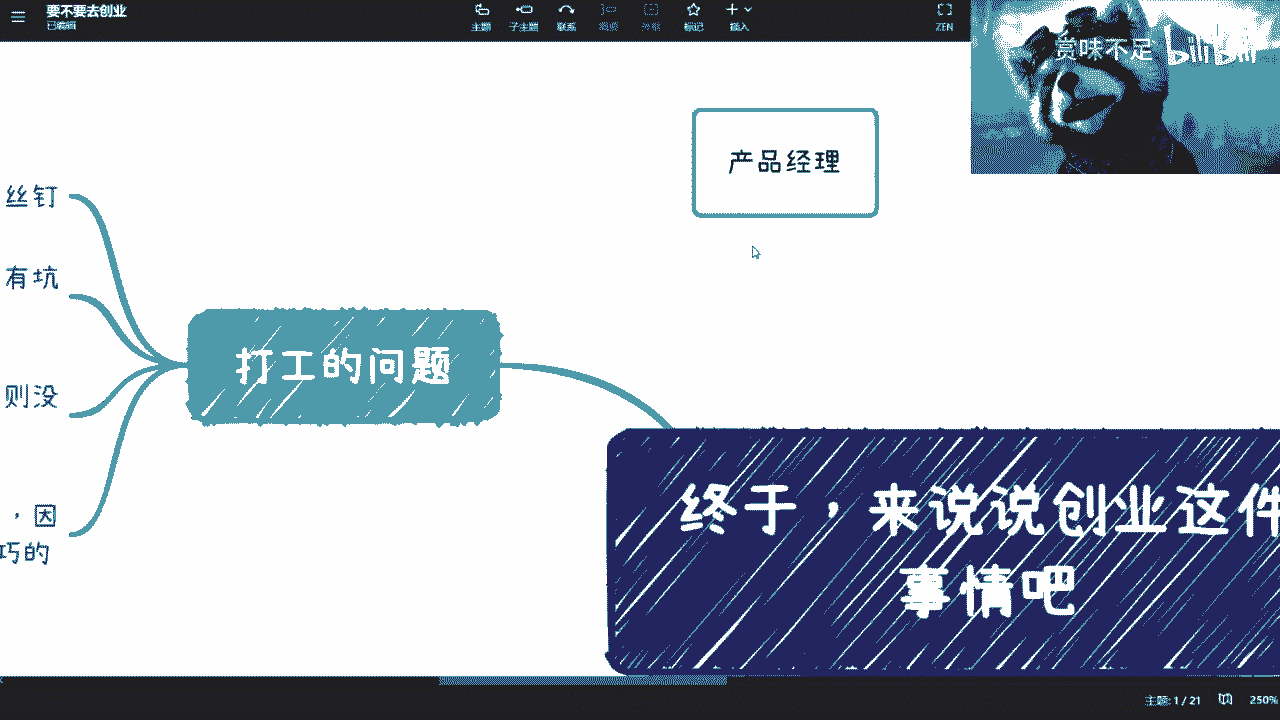 要不要去创业
已编辑
主题 子主题 联系 概要 外框 标记 插入 ZEN
赏味不足 bilibili
产品经理
丝钉
有坑
打工的问题
则没
，因
巧的
终于，来说说创业这件
事情吧
主题: 1 / 21 250%